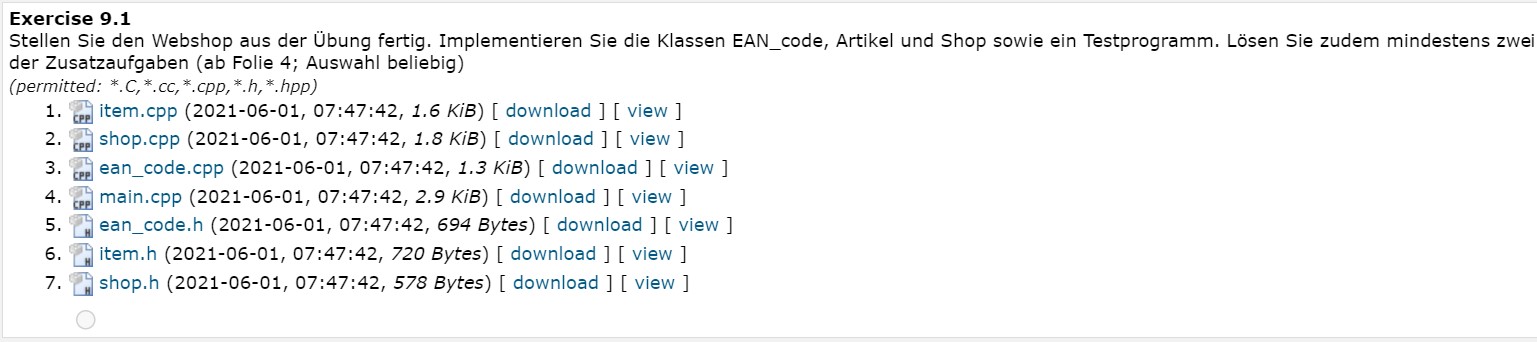 Exercise 9.1
Stellen Sie den Webshop aus der Übung fertig. Implementieren Sie die Klassen EAN_code, Artikel und Shop sowie ein Testprogramm. Lösen Sie zudem mindestens zwei
der Zusatzaufgaben (ab Folie 4; Auswahl beliebig)
(permitted: *.C,*.cc,*.cpp,*.h,*.hpp)
1. CPP item.cpp (2021-06-01, 07:47:42, 1.6 KiB) [ download ] [ view ]
2. CPP shop.cpp (2021-06-01, 07:47:42, 1.8 KiB) [ download ] [ view ]
3. CPP ean_code.cpp (2021-06-01, 07:47:42, 1.3 KiB) [ download ] [ view ]
4. CPP main.cpp (2021-06-01, 07:47:42, 2.9 KiB) [ download ] [ view ]
5. H ean_code.h (2021-06-01, 07:47:42, 694 Bytes) [ download ] [ view ]
6. H item.h (2021-06-01, 07:47:42, 720 Bytes) [ download ] [ view ]
7. H shop.h (2021-06-01, 07:47:42, 578 Bytes) [ download ] [ view ]